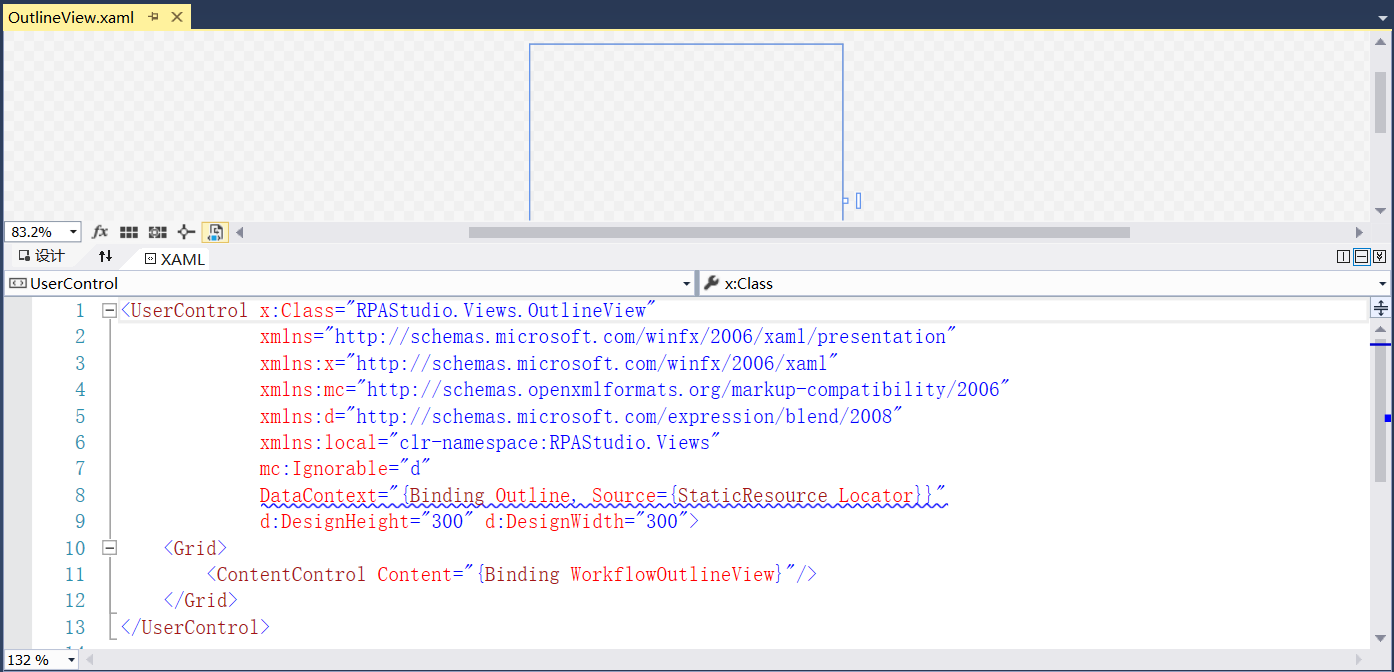 OutlineView.xaml
83.2%
fx
设计
XAML
UserControl
x:Class
1 <UserControl x:Class="RPAStudio.Views.OutlineView"
2 xmlns="http://schemas.microsoft.com/winfx/2006/xaml/presentation"
3 xmlns:x="http://schemas.microsoft.com/winfx/2006/xaml"
4 xmlns:mc="http://schemas.openxmlformats.org/markup-compatibility/2006"
5 xmlns:d="http://schemas.microsoft.com/expression/blend/2008"
6 xmlns:local="clr-namespace:RPAStudio.Views"
7 mc:Ignorable="d"
8 DataContext="{Binding Outline, Source={StaticResource Locator}}"
9 d:DesignHeight="300" d:DesignWidth="300">
10 <Grid>
11 <ContentControl Content="{Binding WorkflowOutlineView}"/>
12 </Grid>
13 </UserControl>
132 %